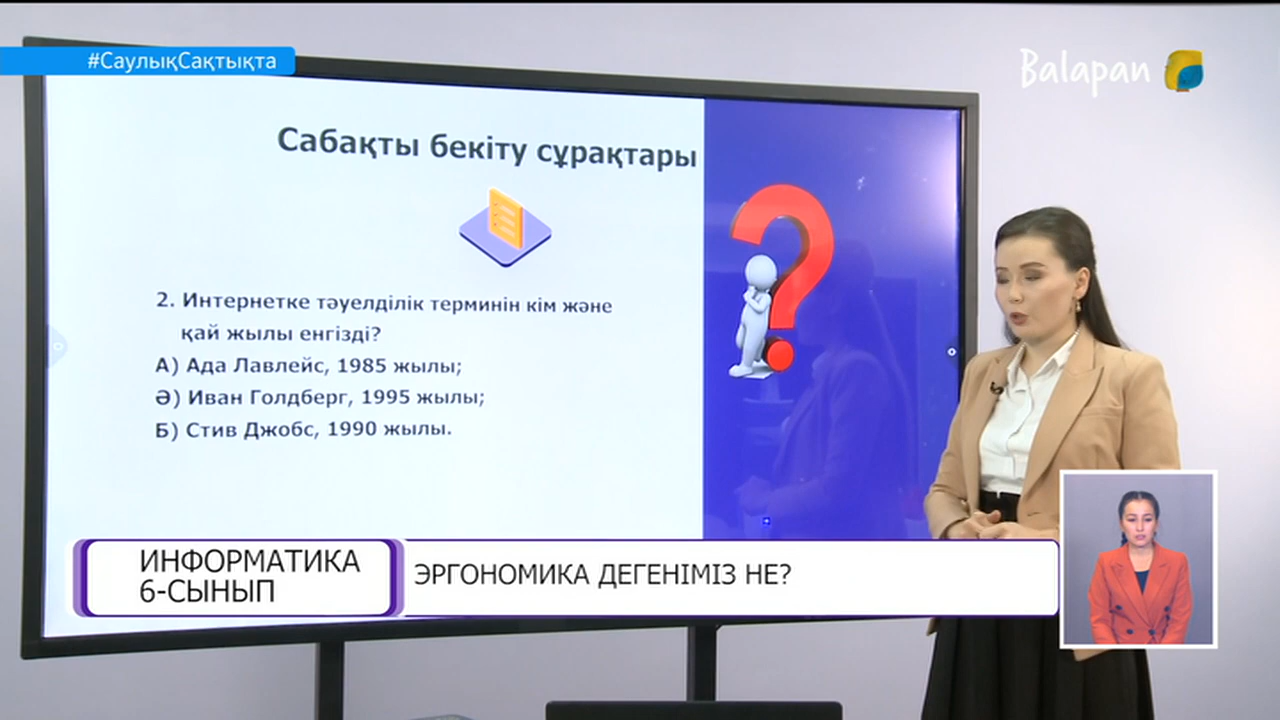 #СаулықСақтықта
Balapan
Сабақты бекіту сұрақтары
2. Интернетке тәуелділік терминін кім және
қай жылы енгізді?
А) Ада Лавлейс, 1985 жылы;
Ә) Иван Голдберг, 1995 жылы;
Б) Стив Джобс, 1990 жылы.
ИНФОРМАТИКА
6-СЫНЫП
ЭРГОНОМИКА ДЕГЕНІМІЗ НЕ?